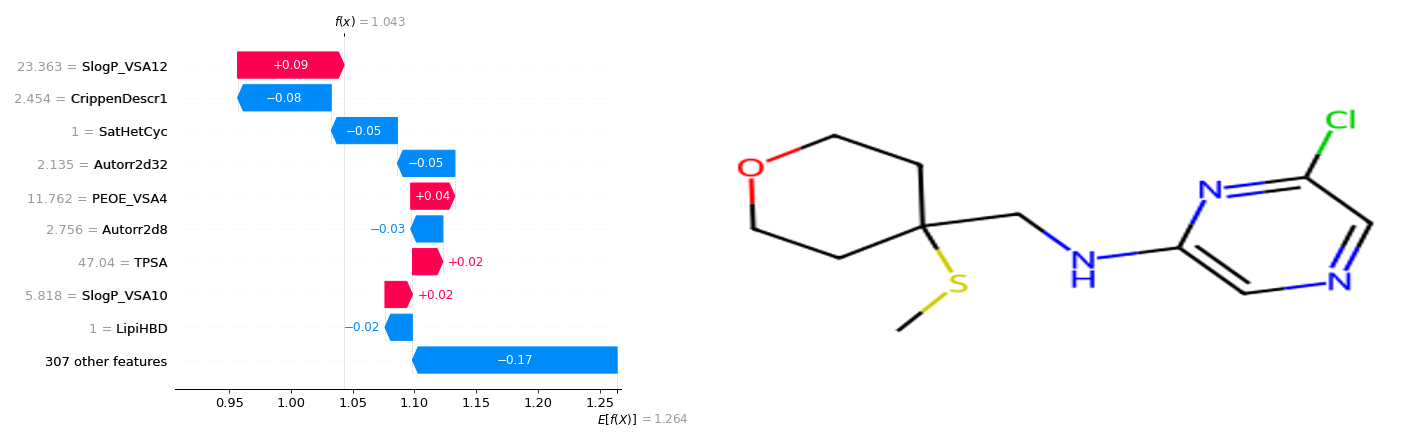 f(x) = 1.043
23.363 = SlogP_VSA12
+0.09
2.454 = CrippenDescr1
−0.08
1 = SatHetCyc
−0.05
2.135 = Autorr2d32
−0.05
11.762 = PEOE_VSA4
+0.04
2.756 = Autorr2d8
−0.03
47.04 = TPSA
+0.02
5.818 = SlogP_VSA10
+0.02
1 = LipiHBD
−0.02
307 other features
−0.17
0.95 1.00 1.05 1.10 1.15 1.20 1.25
E[f(X)] = 1.264
Cl
O
N
N
H
S
N